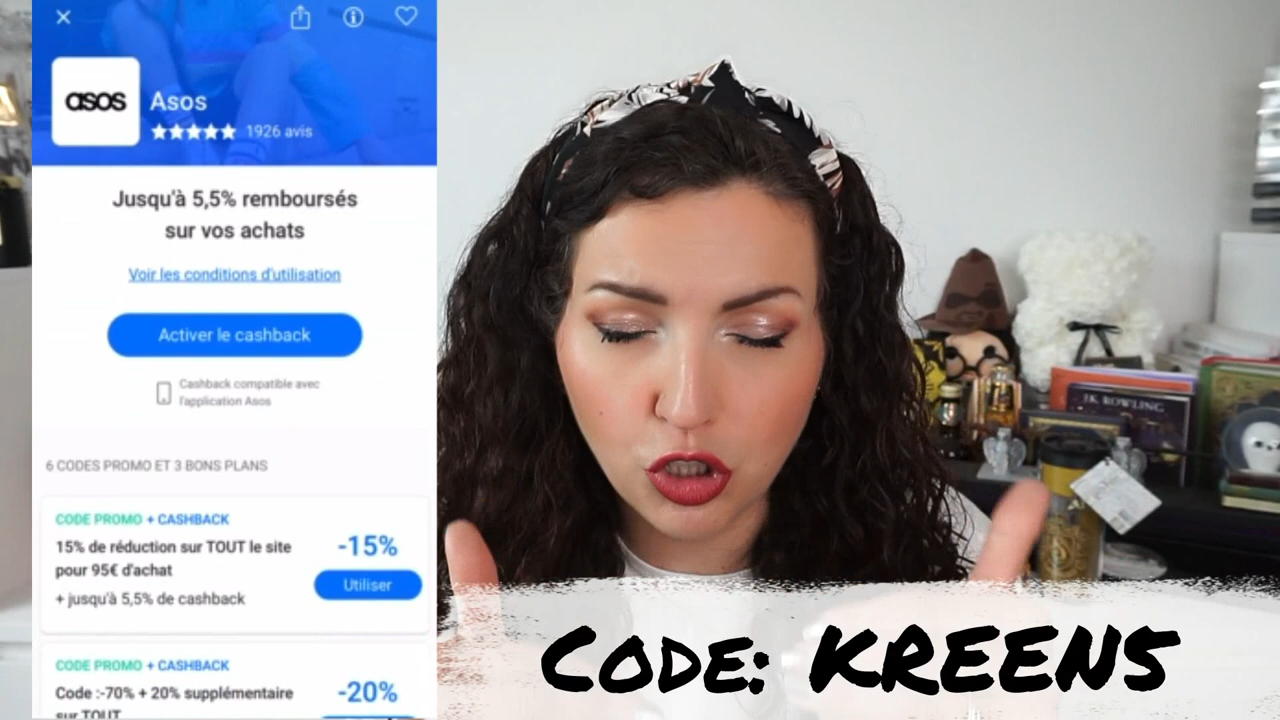 asos
Asos
1926 avis
Jusqu'à 5,5% remboursés
sur vos achats
Voir les conditions d'utilisation
Activer le cashback
Cashback compatible avec
l'application Asos
6 CODES PROMO ET 3 BONS PLANS
CODE PROMO + CASHBACK
15% de réduction sur TOUT le site
pour 95€ d'achat
+ jusqu'à 5,5% de cashback
-15%
Utiliser
CODE PROMO + CASHBACK
Code :-70% + 20% supplémentaire
sur TOUT
-20%
J.K. ROWLING
CODE: KREEN5